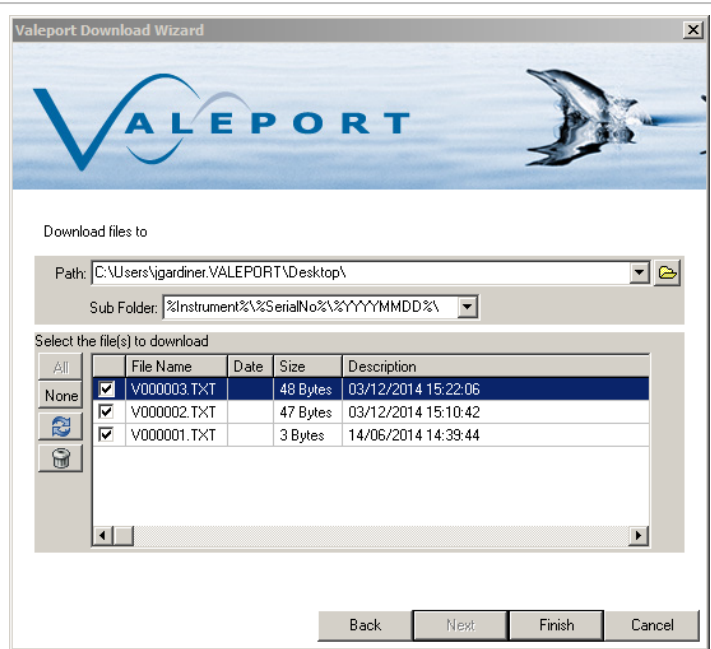 Valeport Download Wizard
VALEPORT
Download files to
Path: C:\Users\jgardiner.VALEPORT\Desktop\
Sub Folder: %Instrument%\%SerialNo%\%YYYYMMDD%\
Select the file(s) to download
All File Name Date Size Description
None V000003.TXT 48 Bytes 03/12/2014 15:22:06
V000002.TXT 47 Bytes 03/12/2014 15:10:42
V000001.TXT 3 Bytes 14/06/2014 14:39:44
Back Next Finish Cancel